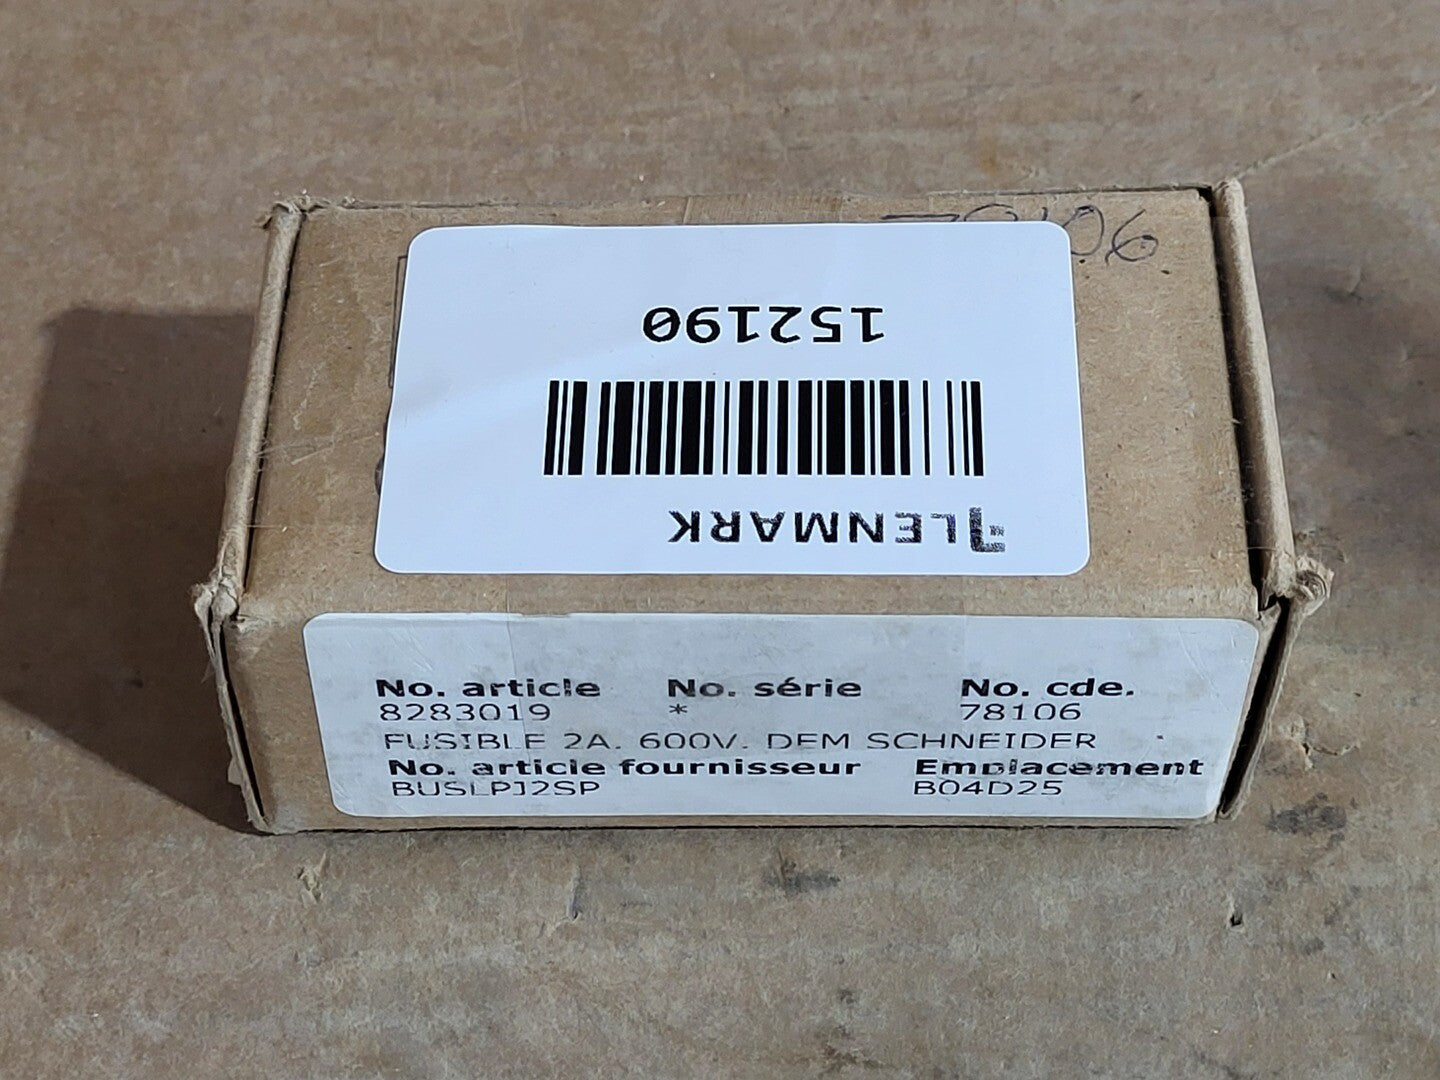 152190
LENMARK
No. article No. série No. cde.
8283019 * 78106
FUSIBLE 2A. 600V. DEM SCHNEIDER
No. article fournisseur Emplacement
BUSLPJ2SP B04D25